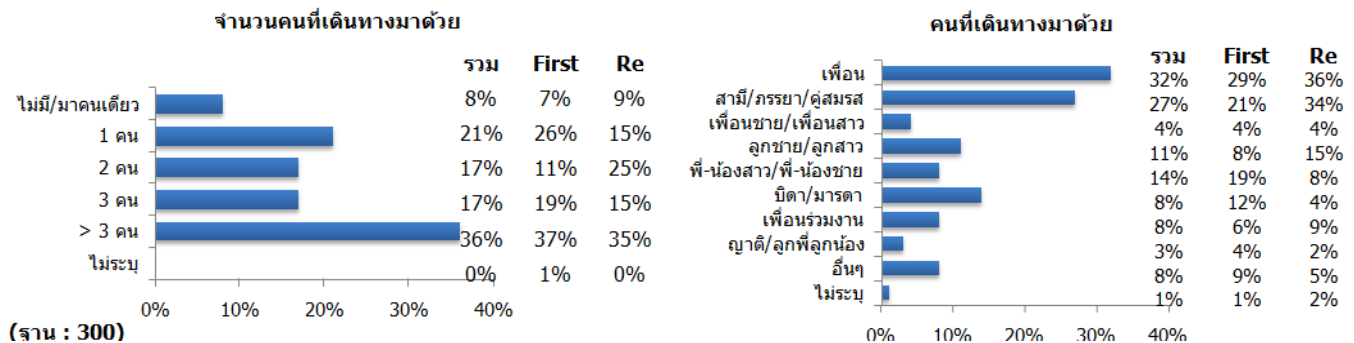 จำนวนคนที่เดินทางมาด้วย
รวม First Re
ไม่มี/มาคนเดียว 8% 7% 9%
1 คน 21% 26% 15%
2 คน 17% 11% 25%
3 คน 17% 19% 15%
> 3 คน 36% 37% 35%
ไม่ระบุ 0% 1% 0%
0% 10% 20% 30% 40%
(ฐาน : 300)
คนที่เดินทางมาด้วย
รวม First Re
เพื่อน 32% 29% 36%
สามี/ภรรยา/คู่สมรส 27% 21% 34%
เพื่อนชาย/เพื่อนสาว 4% 4% 4%
ลูกชาย/ลูกสาว 11% 8% 15%
พี่-น้องสาว/พี่-น้องชาย 14% 19% 8%
บิดา/มารดา 8% 12% 4%
เพื่อนร่วมงาน 8% 6% 9%
ญาติ/ลูกพี่ลูกน้อง 3% 4% 2%
อื่นๆ 8% 9% 5%
ไม่ระบุ 1% 1% 2%
0% 10% 20% 30% 40%